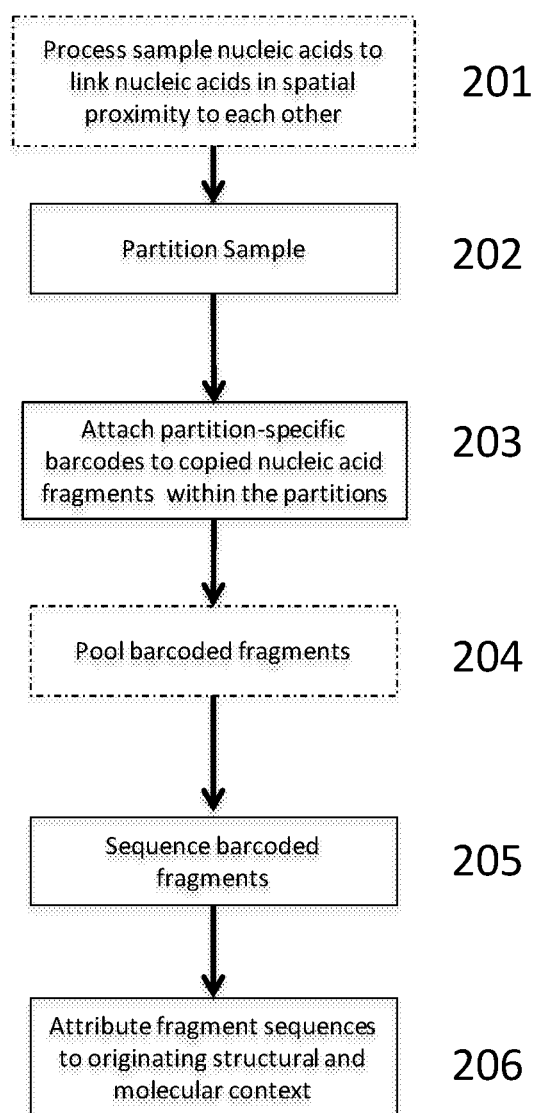 Process sample nucleic acids to
link nucleic acids in spatial
proximity to each other
201
Partition Sample
202
Attach partition-specific
barcodes to copied nucleic acid
fragments within the partitions
203
Pool barcoded fragments
204
Sequence barcoded
fragments
205
Attribute fragment sequences
to originating structural and
molecular context
206